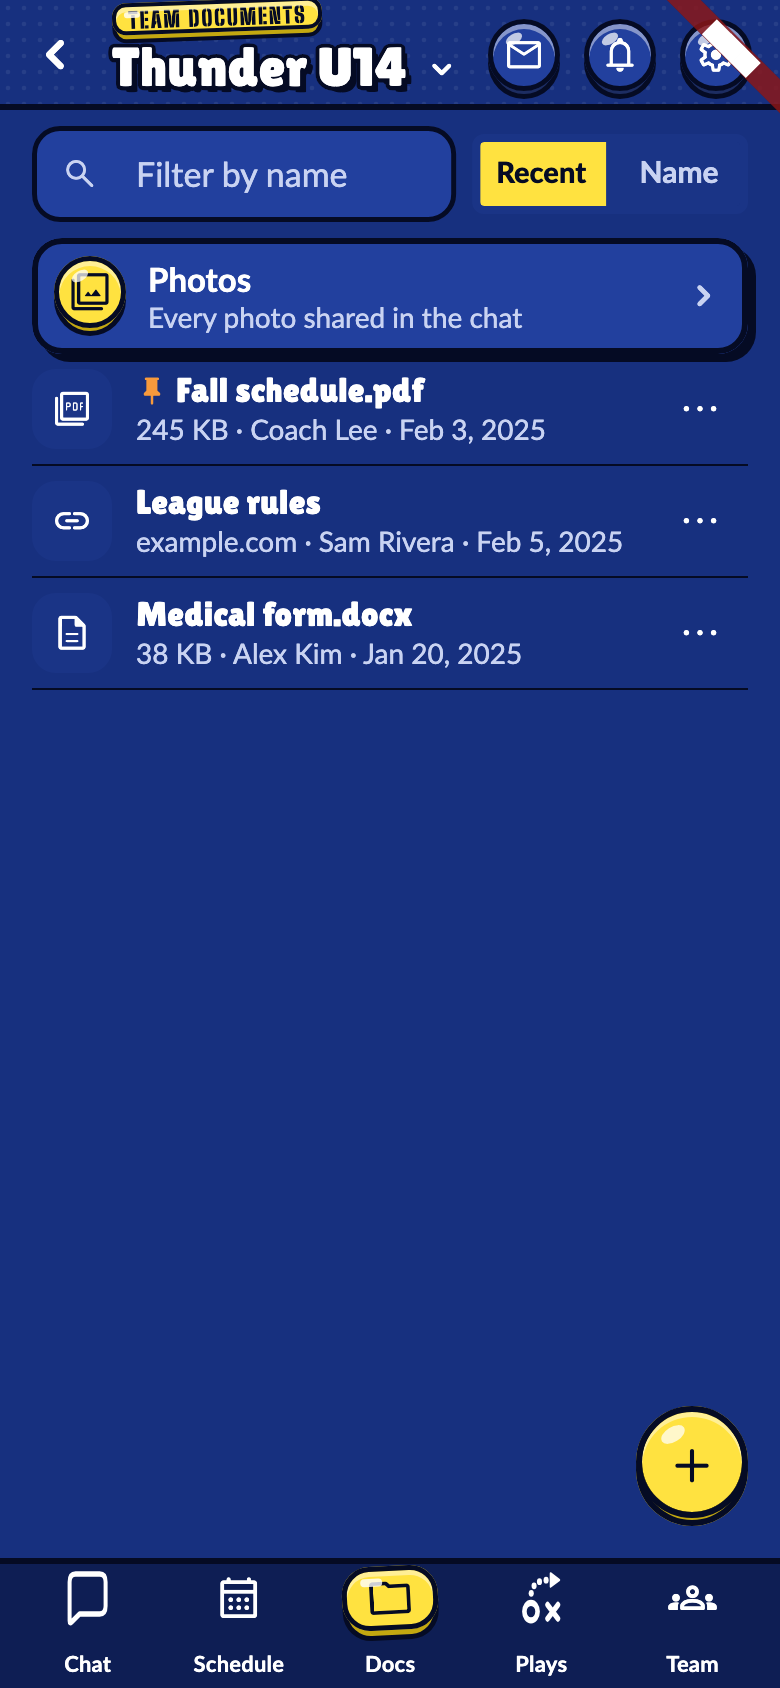 TEAM DOCUMENTS
Thunder U14
Filter by name
Recent
Name
Photos
Every photo shared in the chat
PDF
Fall schedule.pdf
245 KB · Coach Lee · Feb 3, 2025
League rules
example.com · Sam Rivera · Feb 5, 2025
Medical form.docx
38 KB · Alex Kim · Jan 20, 2025
Chat
Schedule
Docs
Plays
Team